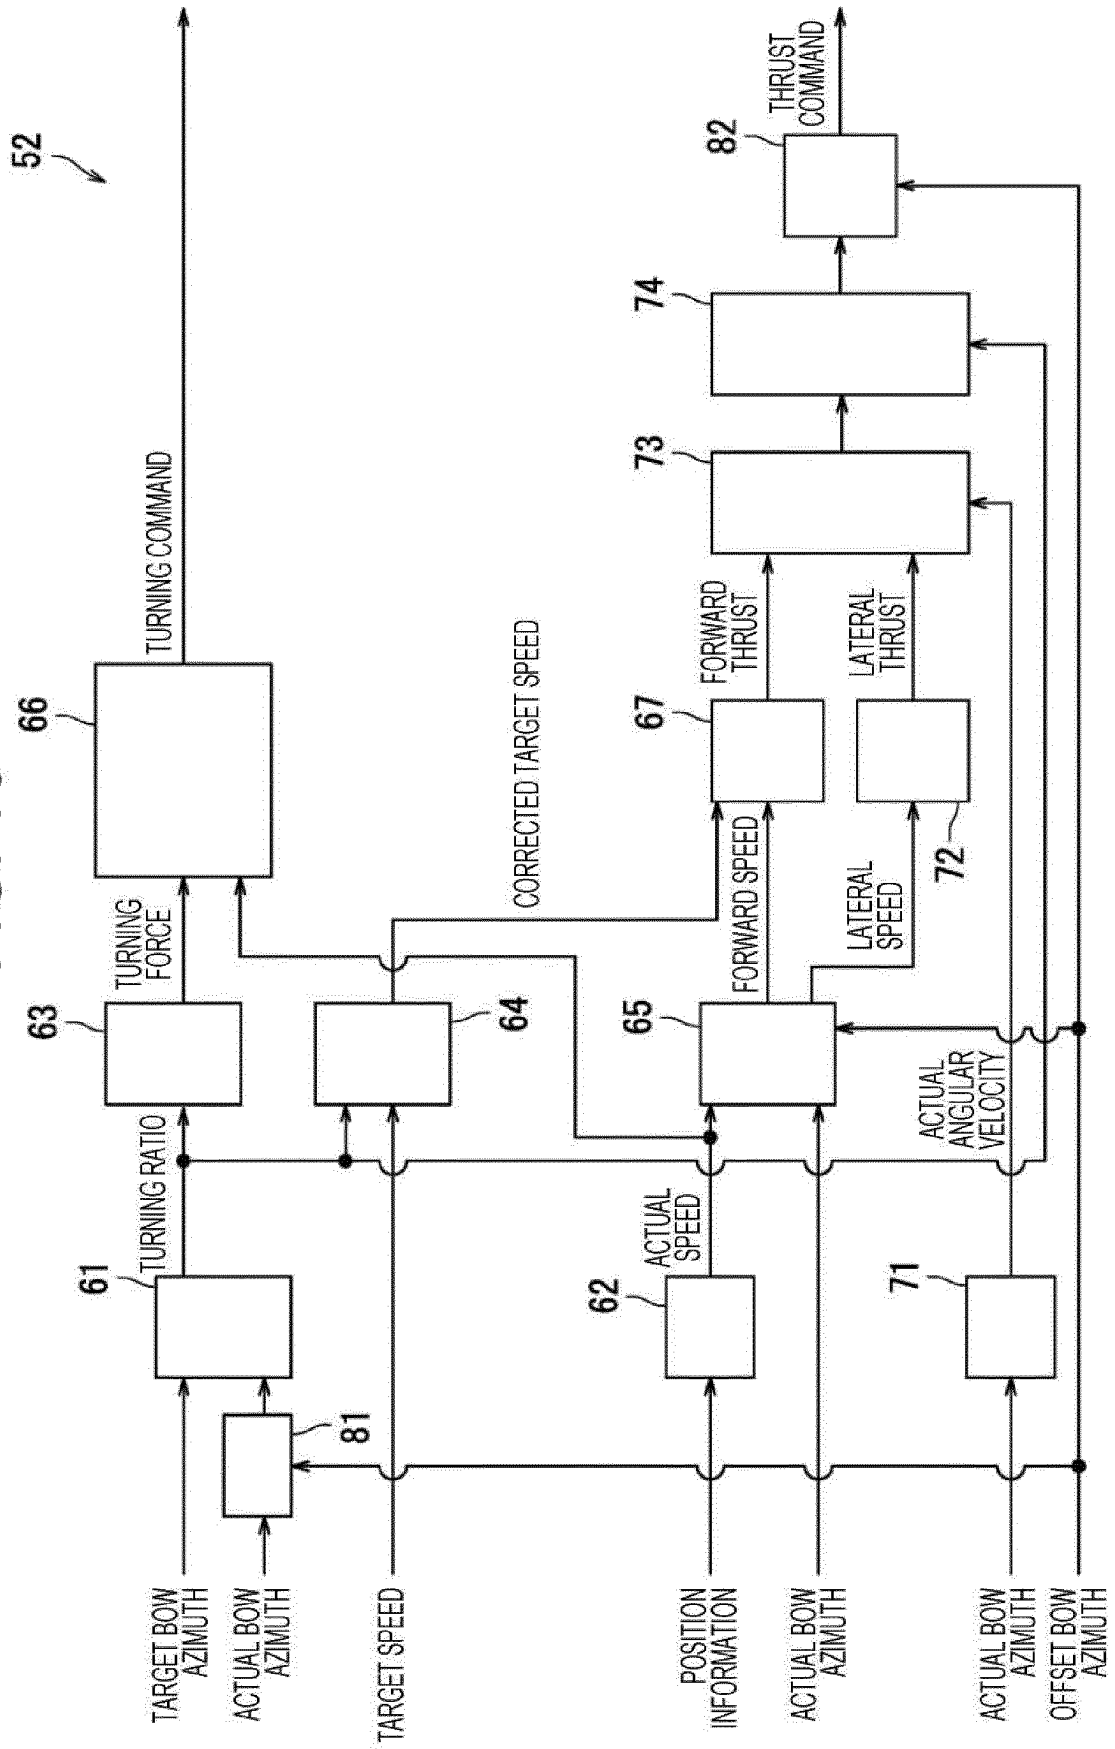 52
TURNING COMMAND
66
TURNING
FORCE
63
TURNING RATIO
61
TARGET BOW
AZIMUTH
ACTUAL BOW
AZIMUTH
81
TARGET SPEED
64
CORRECTED TARGET SPEED
POSITION
INFORMATION
62
ACTUAL
SPEED
65
FORWARD SPEED
LATERAL
SPEED
67
72
FORWARD
THRUST
LATERAL
THRUST
73
74
82
THRUST
COMMAND
ACTUAL BOW
AZIMUTH
ACTUAL BOW
AZIMUTH
71
ACTUAL
ANGULAR
VELOCITY
OFFSET BOW
AZIMUTH